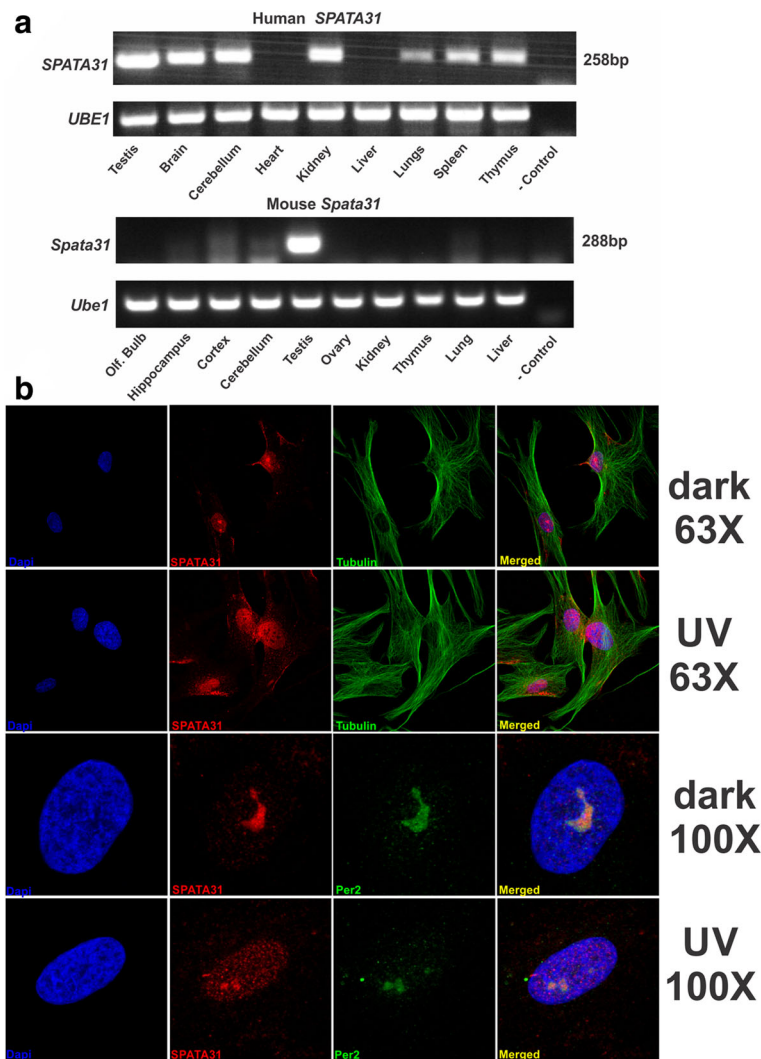 a
Human SPATA31
SPATA31
258bp
UBE1
Testis
Brain
Cerebellum
Heart
Kidney
Liver
Lungs
Spleen
Thymus
- Control
Mouse Spata31
Spata31
288bp
Ube1
Olf. Bulb
Hippocampus
Cortex
Cerebellum
Testis
Ovary
Kidney
Thymus
Lung
Liver
- Control
b
Dapi
SPATA31
Tubulin
Merged
dark
63X
Dapi
SPATA31
Tubulin
Merged
UV
63X
Dapi
SPATA31
Per2
Merged
dark
100X
Dapi
SPATA31
Per2
Merged
UV
100X